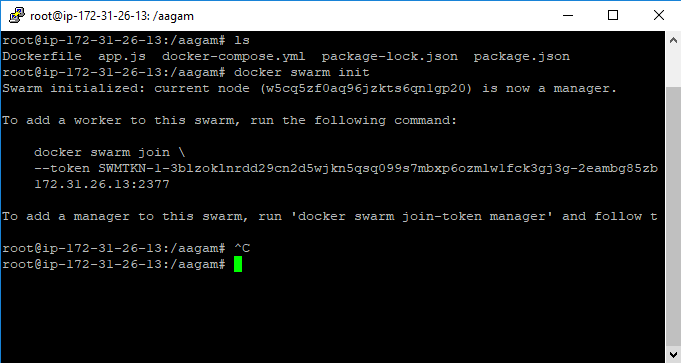 root@ip-172-31-26-13: /aagam
root@ip-172-31-26-13:/aagam# ls
Dockerfile  app.js  docker-compose.yml  package-lock.json  package.json
root@ip-172-31-26-13:/aagam# docker swarm init
Swarm initialized: current node (w5cq5zf0aq96jzkts6qn1gp20) is now a manager.
To add a worker to this swarm, run the following command:
docker swarm join \
--token SWMTKN-1-3blzoklnrdd29cn2d5wjkn5qsq099s7mbxp6ozmlw1fck3gj3g-2eambg85zb
172.31.26.13:2377
To add a manager to this swarm, run 'docker swarm join-token manager' and follow t
root@ip-172-31-26-13:/aagam# ^C
root@ip-172-31-26-13:/aagam#